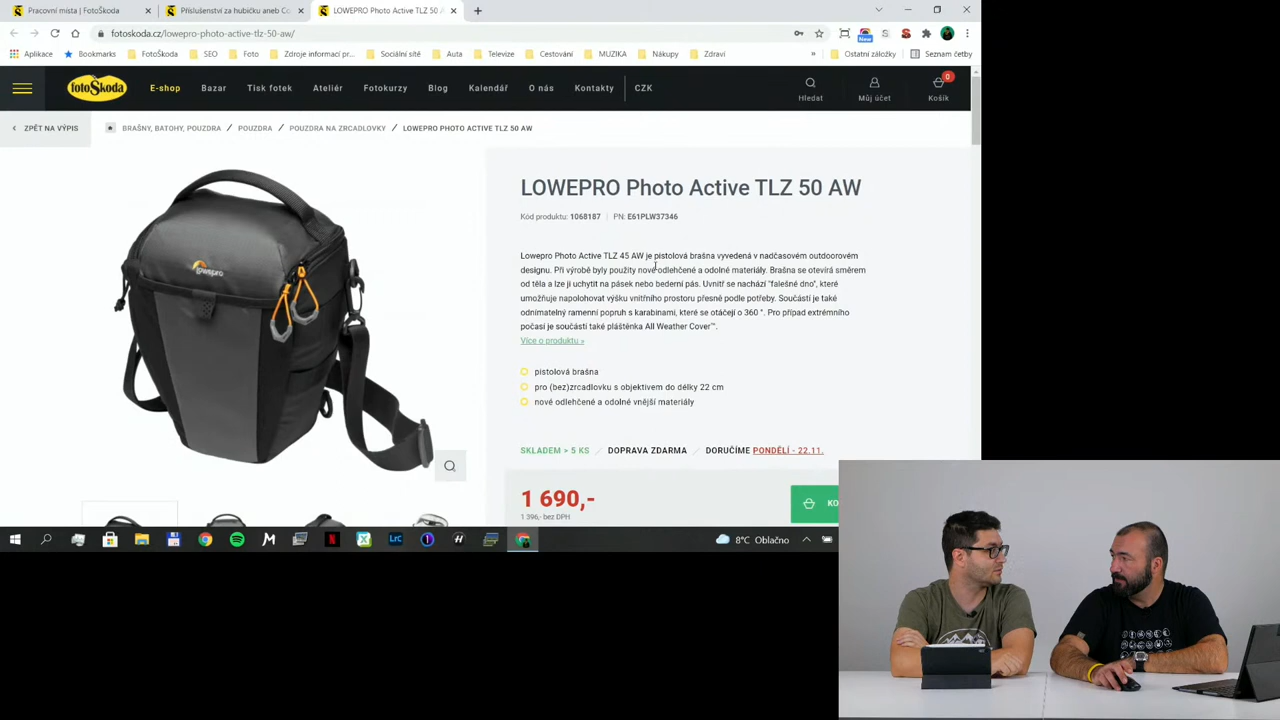 Pracovní místa | FotoŠkoda
Příslušenství za hubičku aneb Co
LOWEPRO Photo Active TLZ 50 A
fotoskoda.cz/lowepro-photo-active-tlz-50-aw/
Aplikace Bookmarks FotoŠkoda SEO Foto Zdroje informací pr... Sociální sítě Auta Televize Cestování MUZIKA Nákupy Zdraví » Ostatní záložky Seznam četby
New
fotoŠkoda E-shop Bazar Tisk fotek Ateliér Fotokurzy Blog Kalendář O nás Kontakty CZK
0
Hledat Můj účet Košík
ZPĚT NA VÝPIS BRAŠNY, BATOHY, POUZDRA / POUZDRA / POUZDRA NA ZRCADLOVKY / LOWEPRO PHOTO ACTIVE TLZ 50 AW
LOWEPRO Photo Active TLZ 50 AW
Kód produktu: 1068187 PN: E61PLW37346
Lowepro Photo Active TLZ 45 AW je pistolová brašna vyvedená v nadčasovém outdoorovém
designu. Při výrobě byly použity nové odlehčené a odolné materiály. Brašna se otevírá směrem
od těla a lze ji uchytit na pásek nebo bederní pás. Uvnitř se nachází "falešné dno", které
umožňuje napolohovat výšku vnitřního prostoru přesně podle potřeby. Součástí je také
odnímatelný ramenní popruh s karabinami, které se otáčejí o 360 °. Pro případ extrémního
počasí je součástí také pláštěnka All Weather Cover™.
Více o produktu »
pistolová brašna
pro (bez)zrcadlovku s objektivem do délky 22 cm
nové odlehčené a odolné vnější materiály
SKLADEM > 5 KS / DOPRAVA ZDARMA / DORUČÍME PONDĚLÍ - 22.11.
1 690,-
1 396,- bez DPH
KO
lowepro
8°C Oblačno